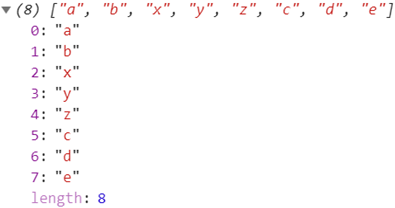 ▼ (8) ["a", "b", "x", "y", "z", "c", "d", "e"]
0: "a"
1: "b"
2: "x"
3: "y"
4: "z"
5: "c"
6: "d"
7: "e"
length: 8